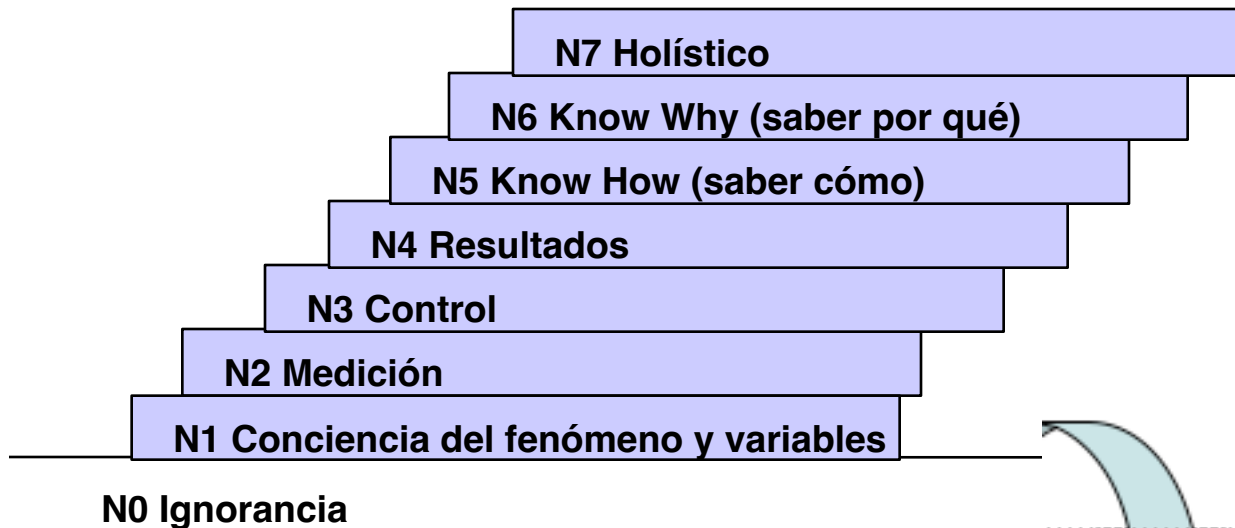 N7 Holístico
N6 Know Why (saber por qué)
N5 Know How (saber cómo)
N4 Resultados
N3 Control
N2 Medición
N1 Conciencia del fenómeno y variables
N0 Ignorancia